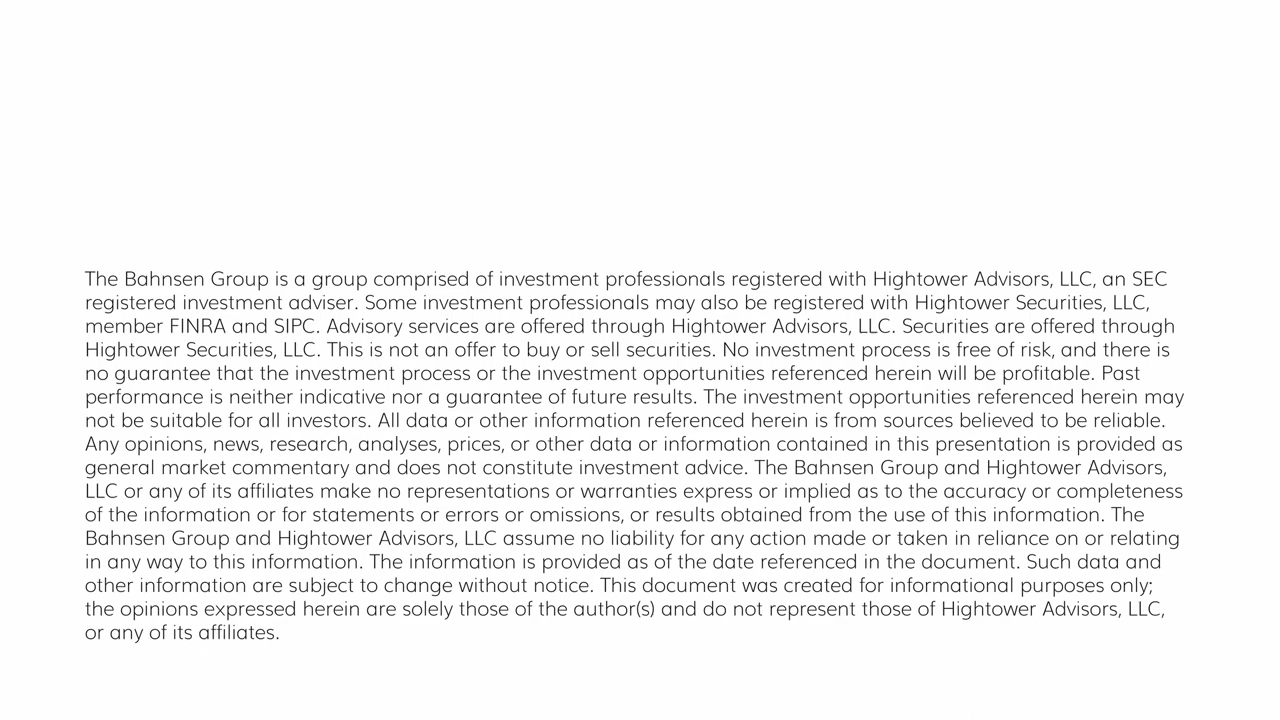 The Bahnsen Group is a group comprised of investment professionals registered with Hightower Advisors, LLC, an SEC
registered investment adviser. Some investment professionals may also be registered with Hightower Securities, LLC,
member FINRA and SIPC. Advisory services are offered through Hightower Advisors, LLC. Securities are offered through
Hightower Securities, LLC. This is not an offer to buy or sell securities. No investment process is free of risk, and there is
no guarantee that the investment process or the investment opportunities referenced herein will be profitable. Past
performance is neither indicative nor a guarantee of future results. The investment opportunities referenced herein may
not be suitable for all investors. All data or other information referenced herein is from sources believed to be reliable.
Any opinions, news, research, analyses, prices, or other data or information contained in this presentation is provided as
general market commentary and does not constitute investment advice. The Bahnsen Group and Hightower Advisors,
LLC or any of its affiliates make no representations or warranties express or implied as to the accuracy or completeness
of the information or for statements or errors or omissions, or results obtained from the use of this information. The
Bahnsen Group and Hightower Advisors, LLC assume no liability for any action made or taken in reliance on or relating
in any way to this information. The information is provided as of the date referenced in the document. Such data and
other information are subject to change without notice. This document was created for informational purposes only;
the opinions expressed herein are solely those of the author(s) and do not represent those of Hightower Advisors, LLC,
or any of its affiliates.